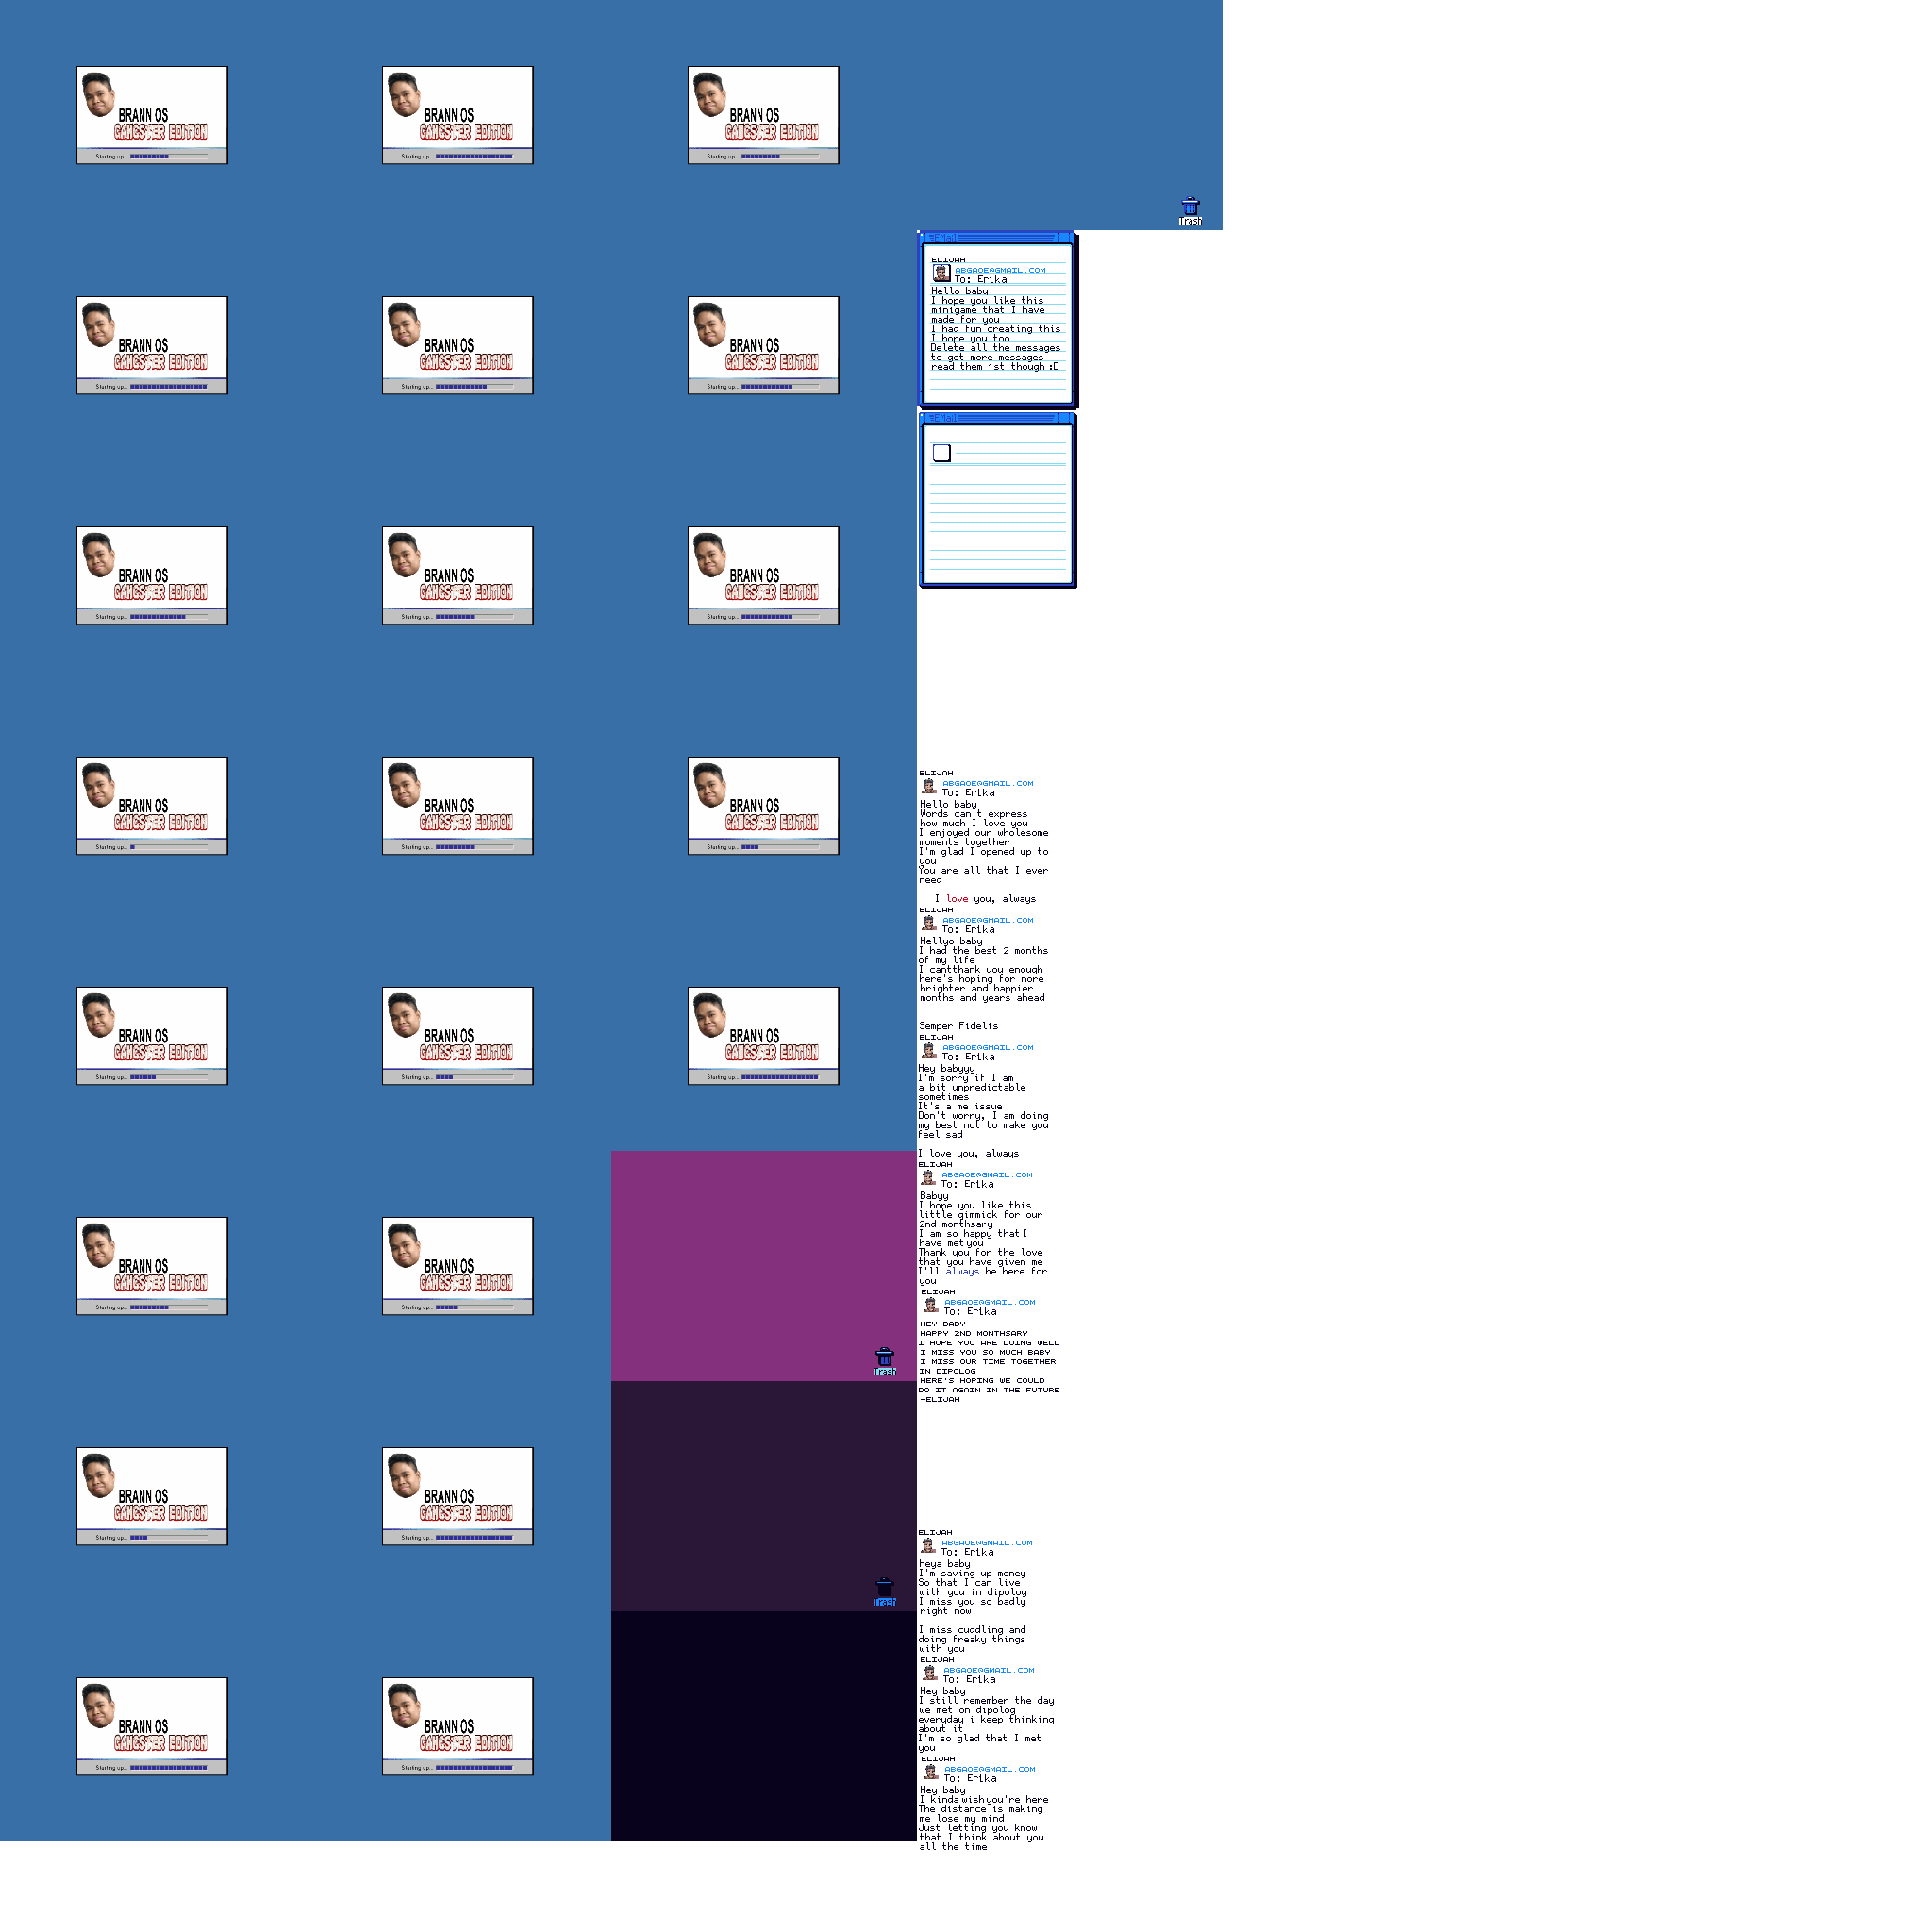 BRANN OS
GANGSTER EDITION
Starting up...
BRANN OS
GANGSTER EDITION
Starting up...
BRANN OS
GANGSTER EDITION
Starting up...
BRANN OS
GANGSTER EDITION
Starting up...
BRANN OS
GANGSTER EDITION
Starting up...
BRANN OS
GANGSTER EDITION
Starting up...
BRANN OS
GANGSTER EDITION
Starting up...
BRANN OS
GANGSTER EDITION
Starting up...
BRANN OS
GANGSTER EDITION
Starting up...
BRANN OS
GANGSTER EDITION
Starting up...
BRANN OS
GANGSTER EDITION
Starting up...
BRANN OS
GANGSTER EDITION
Starting up...
BRANN OS
GANGSTER EDITION
Starting up...
BRANN OS
GANGSTER EDITION
Starting up...
BRANN OS
GANGSTER EDITION
Starting up...
BRANN OS
GANGSTER EDITION
Starting up...
BRANN OS
GANGSTER EDITION
Starting up...
BRANN OS
GANGSTER EDITION
Starting up...
BRANN OS
GANGSTER EDITION
Starting up...
BRANN OS
GANGSTER EDITION
Starting up...
BRANN OS
GANGSTER EDITION
Starting up...
Trash
Trash
Trash
EMail
ELIJAH
ABGAOE@GMAIL.COM
To: Erika
Hello baby
I hope you like this
minigame that I have
made for you
I had fun creating this
I hope you too
Delete all the messages
to get more messages
read them 1st though :D
EMail
ELIJAH
ABGAOE@GMAIL.COM
To: Erika
Hello baby
Words can't express
how much I love you
I enjoyed our wholesome
moments together
I'm glad I opened up to
you
You are all that I ever
need
I love you, always
ELIJAH
ABGAOE@GMAIL.COM
To: Erika
Hellyo baby
I had the best 2 months
of my life
I cantthank you enough
here's hoping for more
brighter and happier
months and years ahead
Semper Fidelis
ELIJAH
ABGAOE@GMAIL.COM
To: Erika
Hey babyyy
I'm sorry if I am
a bit unpredictable
sometimes
It's a me issue
Don't worry, I am doing
my best not to make you
feel sad
I love you, always
ELIJAH
ABGAOE@GMAIL.COM
To: Erika
Babyy
I hope you like this
little gimmick for our
2nd monthsary
I am so happy that I
have met you
Thank you for the love
that you have given me
I'll always be here for
you
ELIJAH
ABGAOE@GMAIL.COM
To: Erika
HEY BABY
HAPPY 2ND MONTHSARY
I HOPE YOU ARE DOING WELL
I MISS YOU SO MUCH BABY
I MISS OUR TIME TOGETHER
IN DIPOLOG
HERE'S HOPING WE COULD
DO IT AGAIN IN THE FUTURE
-ELIJAH
ELIJAH
ABGAOE@GMAIL.COM
To: Erika
Heya baby
I'm saving up money
So that I can live
with you in dipolog
I miss you so badly
right now
I miss cuddling and
doing freaky things
with you
ELIJAH
ABGAOE@GMAIL.COM
To: Erika
Hey baby
I still remember the day
we met on dipolog
everyday i keep thinking
about it
I'm so glad that I met
you
ELIJAH
ABGAOE@GMAIL.COM
To: Erika
Hey baby
I kinda wish you're here
The distance is making
me lose my mind
Just letting you know
that I think about you
all the time